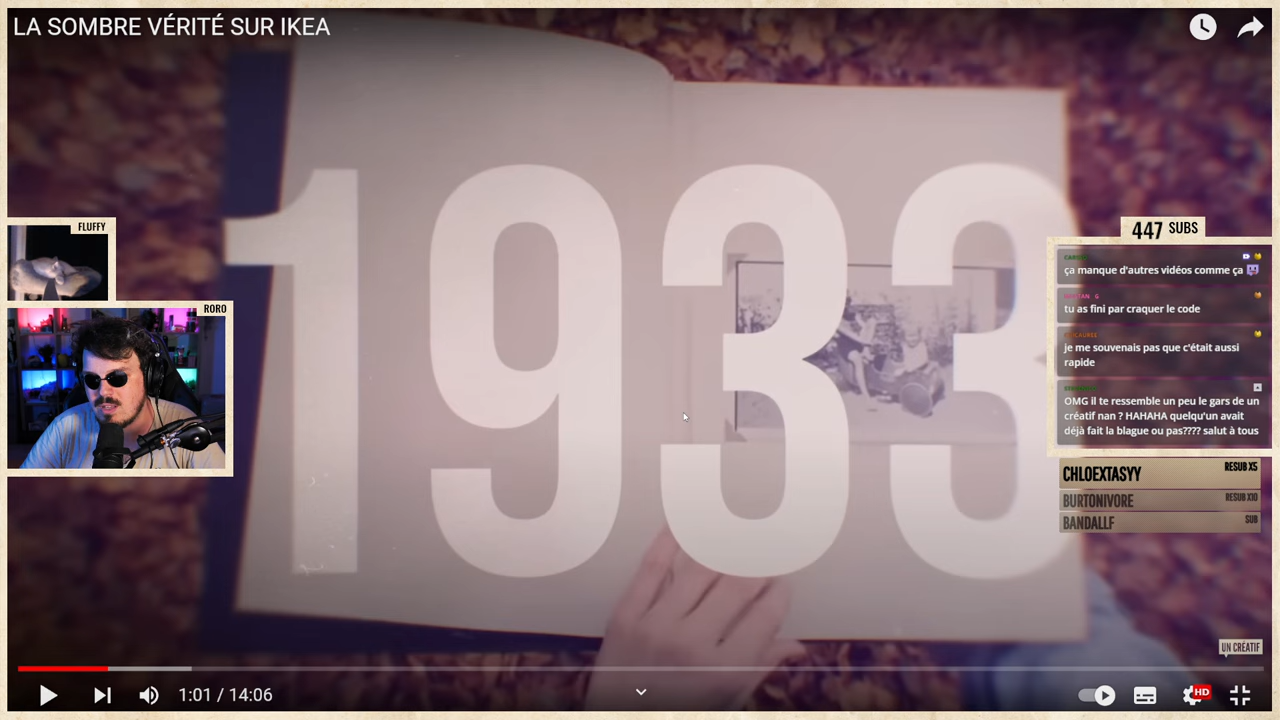 LA SOMBRE VÉRITÉ SUR IKEA
1933
FLUFFY
RORO
447 SUBS
ça manque d'autres vidéos comme ça
tu as fini par craquer le code
je me souvenais pas que c'était aussi
rapide
OMG il te ressemble un peu le gars de un
créatif nan ? HAHAHA quelqu'un avait
déjà fait la blague ou pas???? salut à tous
CHLOEXTASYY RESUB X5
BURTONIVORE RESUB X10
BANDALLF SUB
UN CRÉATIF
1:01 / 14:06
HD